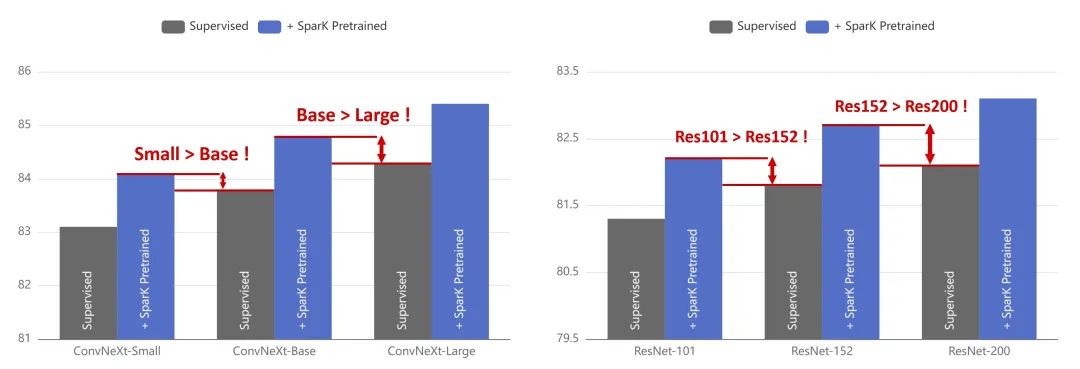 Supervised + SparK Pretrained
86
85
84
83
82
81
Small > Base !
Base > Large !
Supervised
+ SparK Pretrained
Supervised
+ SparK Pretrained
Supervised
+ SparK Pretrained
ConvNeXt-Small ConvNeXt-Base ConvNeXt-Large
Supervised + SparK Pretrained
83.5
82.5
81.5
80.5
79.5
Res101 > Res152 !
Res152 > Res200 !
Supervised
+ SparK Pretrained
Supervised
+ SparK Pretrained
Supervised
+ SparK Pretrained
ResNet-101 ResNet-152 ResNet-200